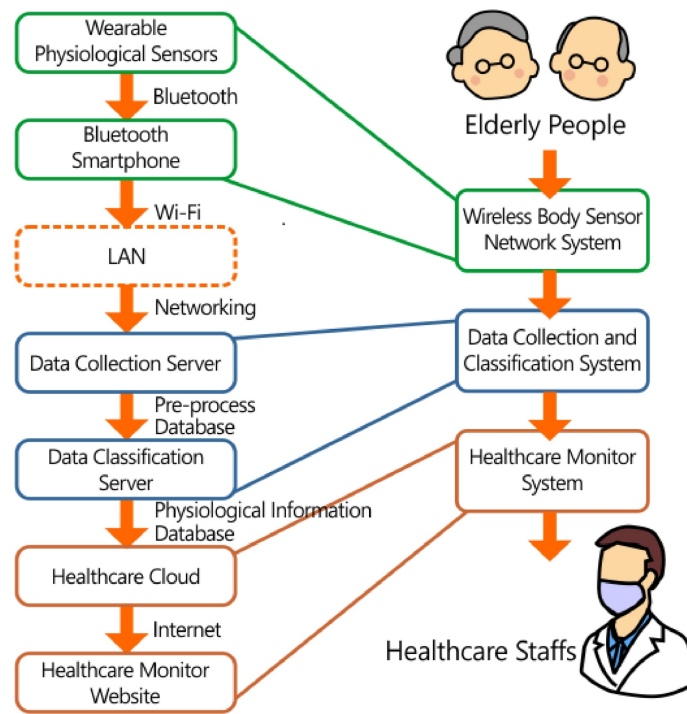 Wearable
Physiological Sensors
Bluetooth
Bluetooth
Smartphone
Wi-Fi
LAN
Networking
Data Collection Server
Pre-process
Database
Data Classification
Server
Physiological Information
Database
Healthcare Cloud
Internet
Healthcare Monitor
Website
Elderly People
Wireless Body Sensor
Network System
Data Collection and
Classification System
Healthcare Monitor
System
Healthcare Staffs